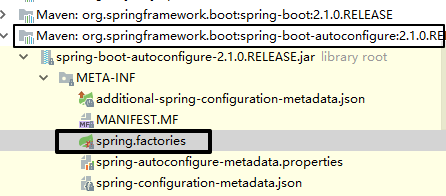 Maven: org.springframework.boot:spring-boot:2.1.0.RELEASE
Maven: org.springframework.boot:spring-boot-autoconfigure:2.1.0.RE
spring-boot-autoconfigure-2.1.0.RELEASE.jar library root
META-INF
additional-spring-configuration-metadata.json
MANIFEST.MF
spring.factories
spring-autoconfigure-metadata.properties
spring-configuration-metadata.json